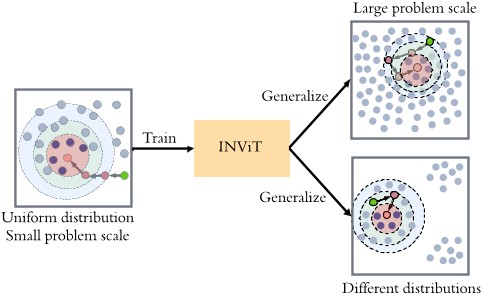 Large problem scale
Generalize
Train
INViT
Generalize
Uniform distribution
Small problem scale
Different distributions